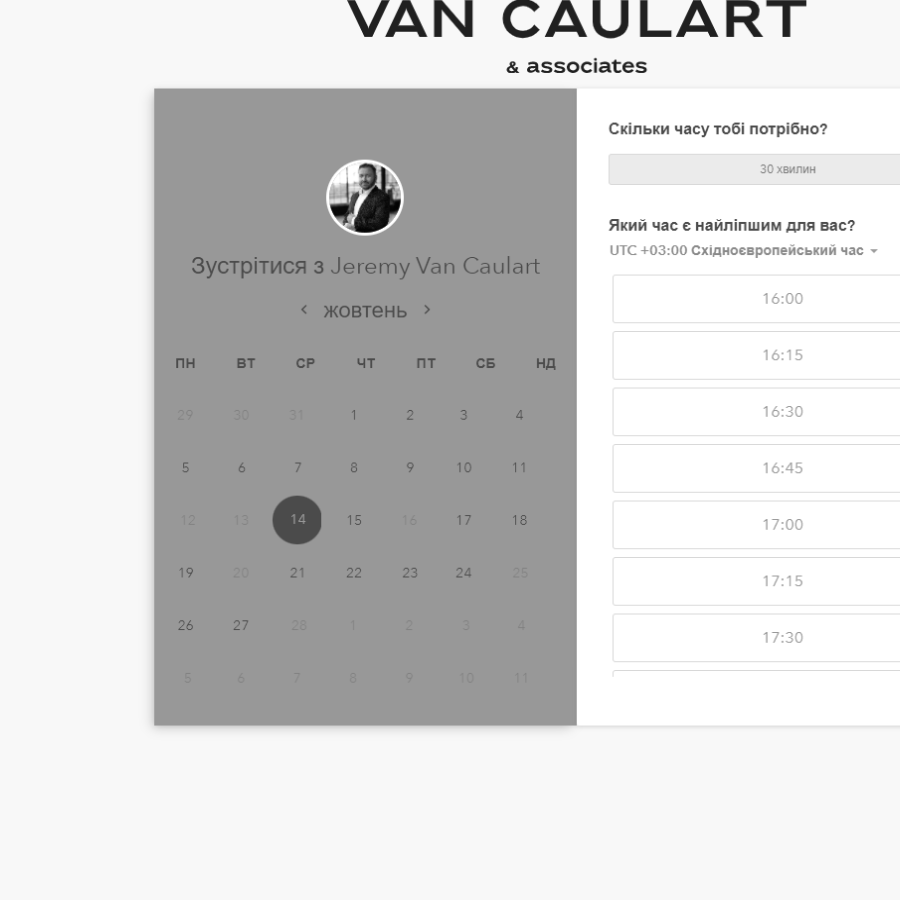 VAN CAULART
& associates
Зустрітися з Jeremy Van Caulart
жовтень
ПН ВТ СР ЧТ ПТ СБ НД
29 30 31 1 2 3 4
5 6 7 8 9 10 11
12 13 14 15 16 17 18
19 20 21 22 23 24 25
26 27 28 1 2 3 4
5 6 7 8 9 10 11
Скільки часу тобі потрібно?
30 хвилин
Який час є найліпшим для вас?
UTC +03:00 Східноєвропейський час
16:00
16:15
16:30
16:45
17:00
17:15
17:30